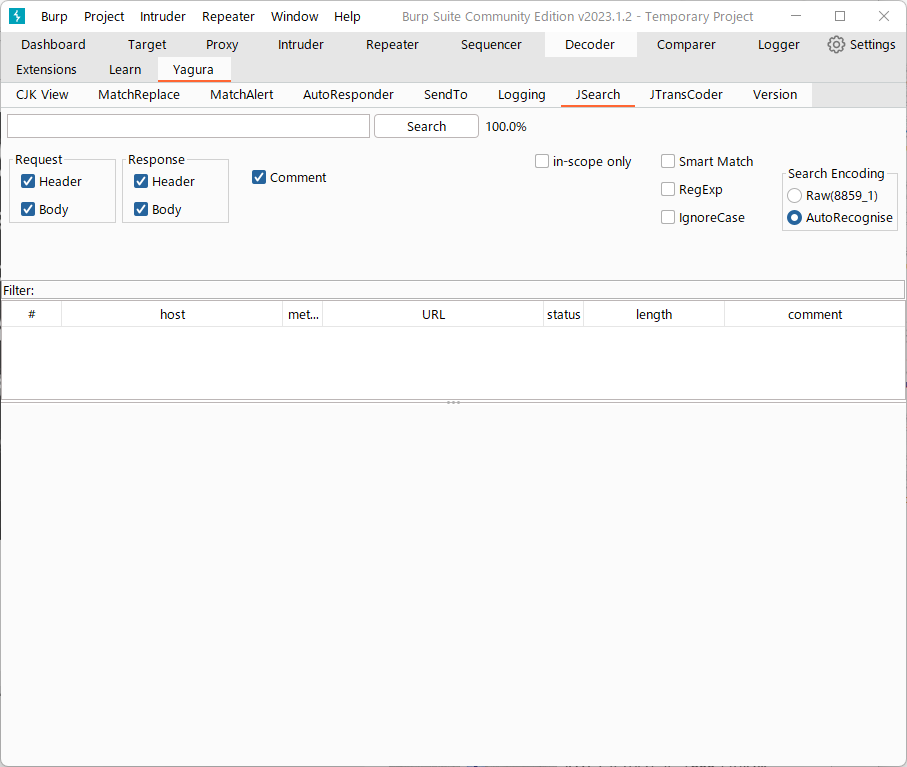 Burp Project Intruder Repeater Window Help Burp Suite Community Edition v2023.1.2 - Temporary Project
Dashboard Target Proxy Intruder Repeater Sequencer Decoder Comparer Logger Settings
Extensions Learn Yagura
CJK View MatchReplace MatchAlert AutoResponder SendTo Logging JSearch JTransCoder Version
Search 100.0%
Request Response in-scope only Smart Match
Header Header Comment RegExp Search Encoding
Raw(8859_1)
Body Body IgnoreCase AutoRecognise
Filter:
# host met... URL status length comment